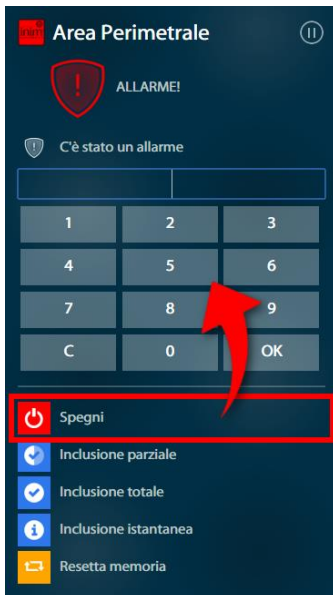 inim
Area Perimetrale
ALLARME!
C'è stato un allarme
1 2 3
4 5 6
7 8 9
C 0 OK
Spegni
Inclusione parziale
Inclusione totale
Inclusione istantanea
Resetta memoria